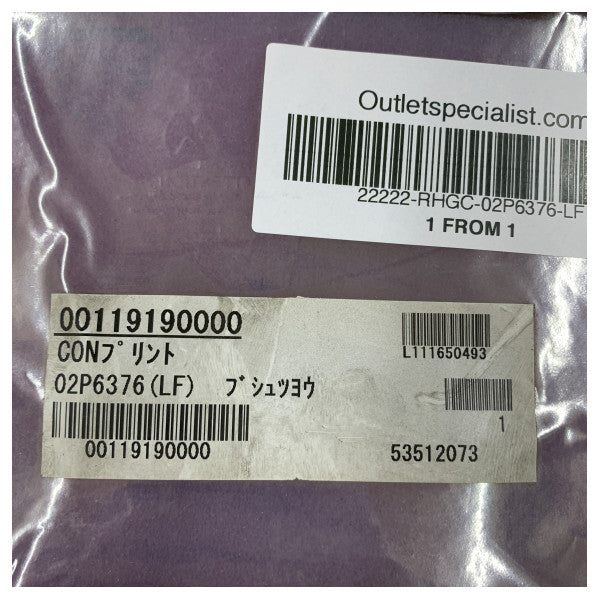 Outletspecialist.com
22222-RHGC-02P6376-LF
1 FROM 1
00119190000
CONﾌﾟﾘﾝﾄ
L111650493
02P6376(LF) ﾌﾞｼｭﾂﾖｳ
1
00119190000
53512073